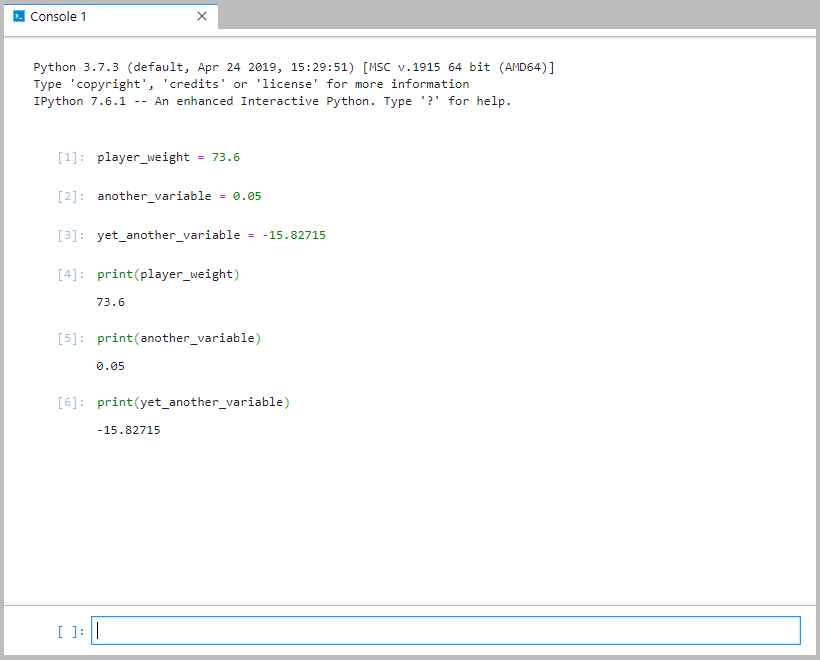 Console 1
Python 3.7.3 (default, Apr 24 2019, 15:29:51) [MSC v.1915 64 bit (AMD64)]
Type 'copyright', 'credits' or 'license' for more information
IPython 7.6.1 -- An enhanced Interactive Python. Type '?' for help.
[1]: player_weight = 73.6
[2]: another_variable = 0.05
[3]: yet_another_variable = -15.82715
[4]: print(player_weight)
73.6
[5]: print(another_variable)
0.05
[6]: print(yet_another_variable)
-15.82715
[ ]: